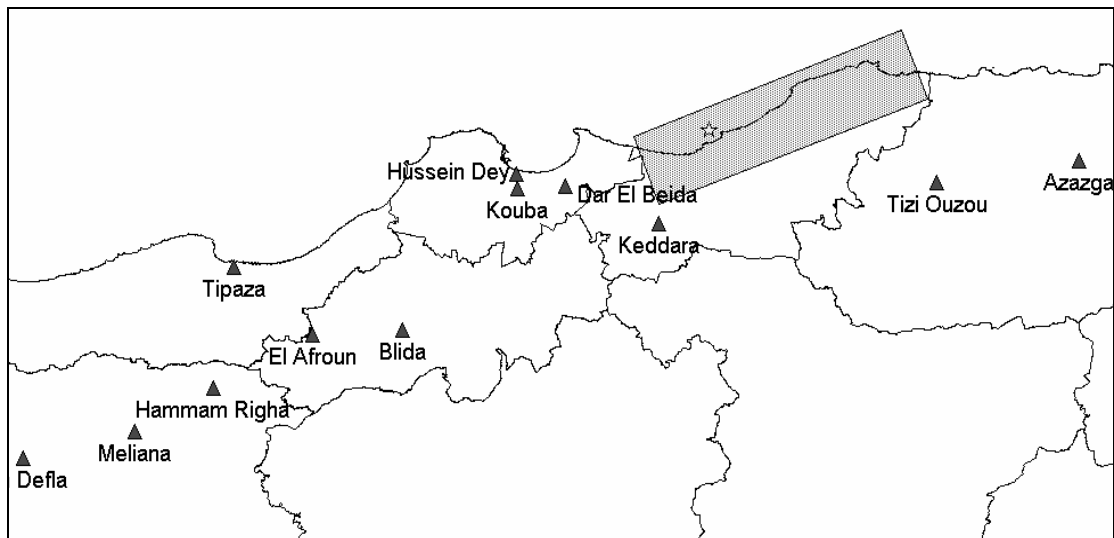 Hussein Dey
Dar El Beida
Kouba
Azazga
Tizi Ouzou
Keddara
Tipaza
El Afroun
Blida
Hammam Righa
Meliana
Defla